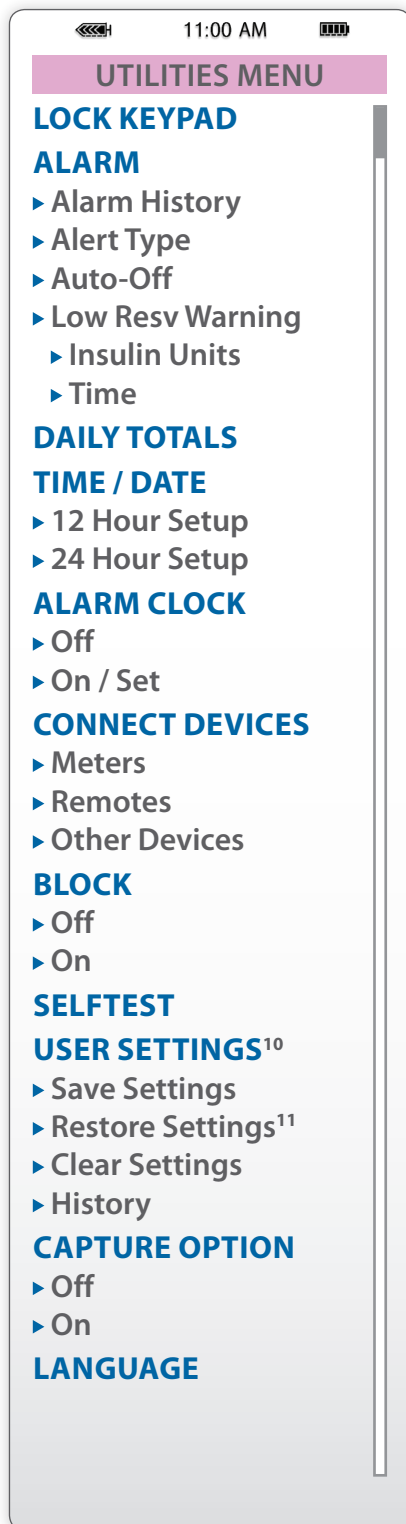 11:00 AM
UTILITIES MENU
LOCK KEYPAD
ALARM
Alarm History
Alert Type
Auto-Off
Low Resv Warning
Insulin Units
Time
DAILY TOTALS
TIME / DATE
12 Hour Setup
24 Hour Setup
ALARM CLOCK
Off
On / Set
CONNECT DEVICES
Meters
Remotes
Other Devices
BLOCK
Off
On
SELFTEST
USER SETTINGS¹⁰
Save Settings
Restore Settings¹¹
Clear Settings
History
CAPTURE OPTION
Off
On
LANGUAGE